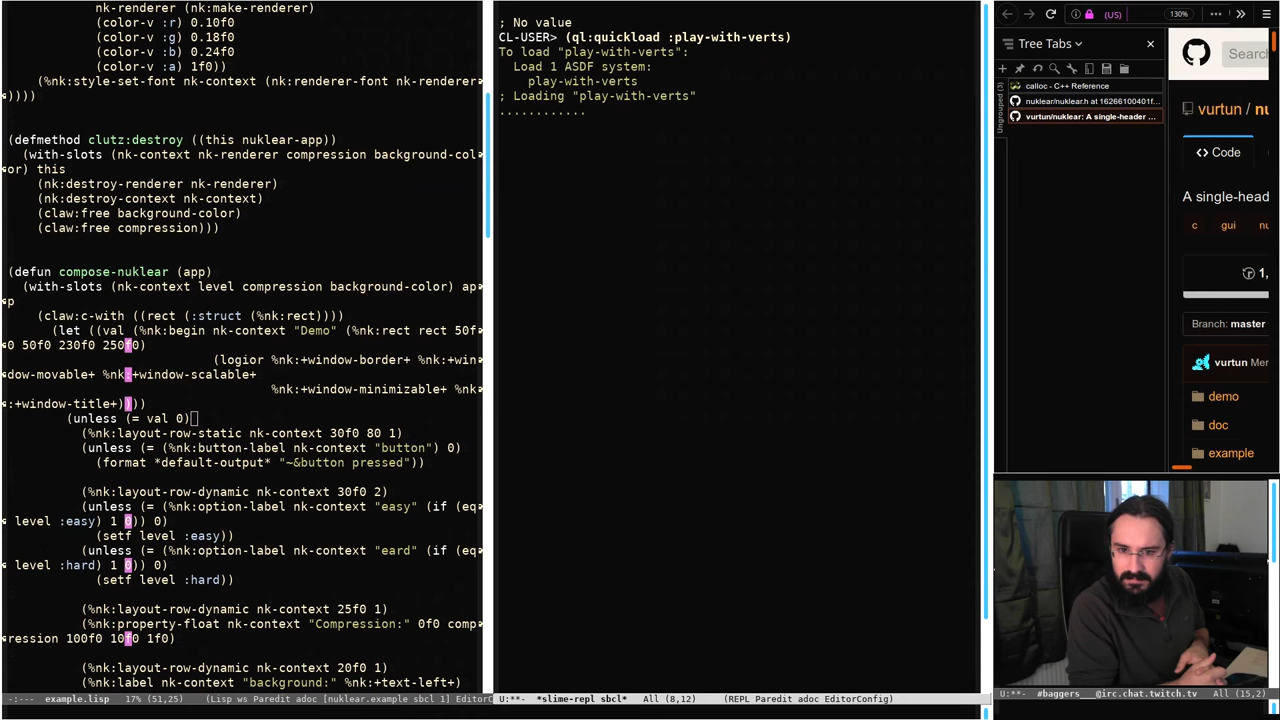 nk-renderer (nk:make-renderer)
(color-v :r) 0.10f0
(color-v :g) 0.18f0
(color-v :b) 0.24f0
(color-v :a) 1f0))
(%nk:style-set-font nk-context (nk:renderer-font nk-renderer)
))))
(defmethod clutz:destroy ((this nuklear-app))
(with-slots (nk-context nk-renderer compression background-col
or) this
(nk:destroy-renderer nk-renderer)
(nk:destroy-context nk-context)
(claw:free background-color)
(claw:free compression)))
(defun compose-nuklear (app)
(with-slots (nk-context level compression background-color) ap
p
(claw:c-with ((rect (:struct (%nk:rect))))
(let ((val (%nk:begin nk-context "Demo" (%nk:rect rect 50f
0 50f0 230f0 250f0)
(logior %nk:+window-border+ %nk:+win
dow-movable+ %nk:+window-scalable+
%nk:+window-minimizable+ %nk
:+window-title+))))
(unless (= val 0)
(%nk:layout-row-static nk-context 30f0 80 1)
(unless (= (%nk:button-label nk-context "button") 0)
(format *default-output* "~&button pressed"))
(%nk:layout-row-dynamic nk-context 30f0 2)
(unless (= (%nk:option-label nk-context "easy" (if (eq
level :easy) 1 0)) 0)
(setf level :easy))
(unless (= (%nk:option-label nk-context "eard" (if (eq
level :hard) 1 0)) 0)
(setf level :hard))
(%nk:layout-row-dynamic nk-context 25f0 1)
(%nk:property-float nk-context "Compression:" 0f0 comp
ression 100f0 10f0 1f0)
(%nk:layout-row-dynamic nk-context 20f0 1)
(%nk:label nk-context "background:" %nk:+text-left+)
-:--- example.lisp 17% (51,25) (Lisp ws Paredit adoc [nuklear.example sbcl 1] EditorC
; No value
CL-USER> (ql:quickload :play-with-verts)
To load "play-with-verts":
Load 1 ASDF system:
play-with-verts
; Loading "play-with-verts"
............
U:**- *slime-repl sbcl* All (8,12) (REPL Paredit adoc EditorConfig)
(US)
130%
Tree Tabs
Ungrouped (3)
calloc - C++ Reference
nuklear/nuklear.h at 16266100401f...
vurtun/nuklear: A single-header ...
Search
vurtun / nu
<> Code
A single-head
c gui nu
1,
Branch: master
vurtun Mer
demo
doc
example
U:**- #baggers___@irc.chat.twitch.tv All (15,2)